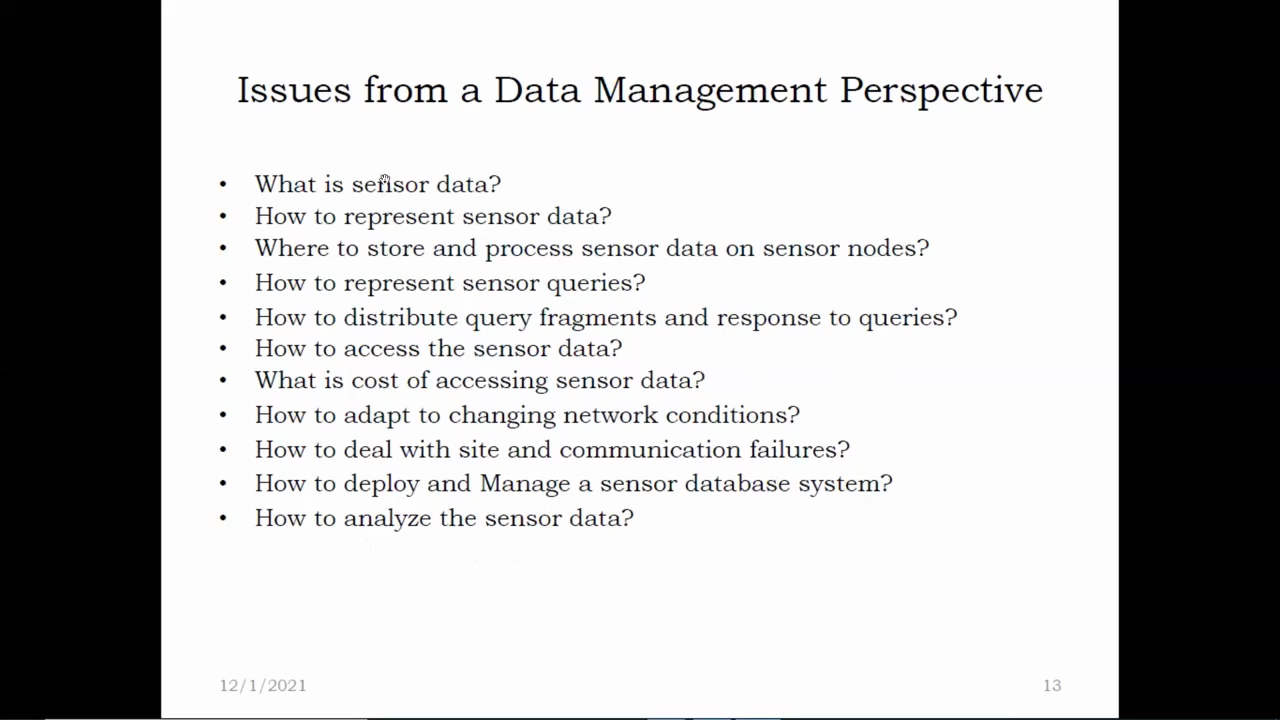 Issues from a Data Management Perspective
• What is sensor data?
• How to represent sensor data?
• Where to store and process sensor data on sensor nodes?
• How to represent sensor queries?
• How to distribute query fragments and response to queries?
• How to access the sensor data?
• What is cost of accessing sensor data?
• How to adapt to changing network conditions?
• How to deal with site and communication failures?
• How to deploy and Manage a sensor database system?
• How to analyze the sensor data?
12/1/2021
13